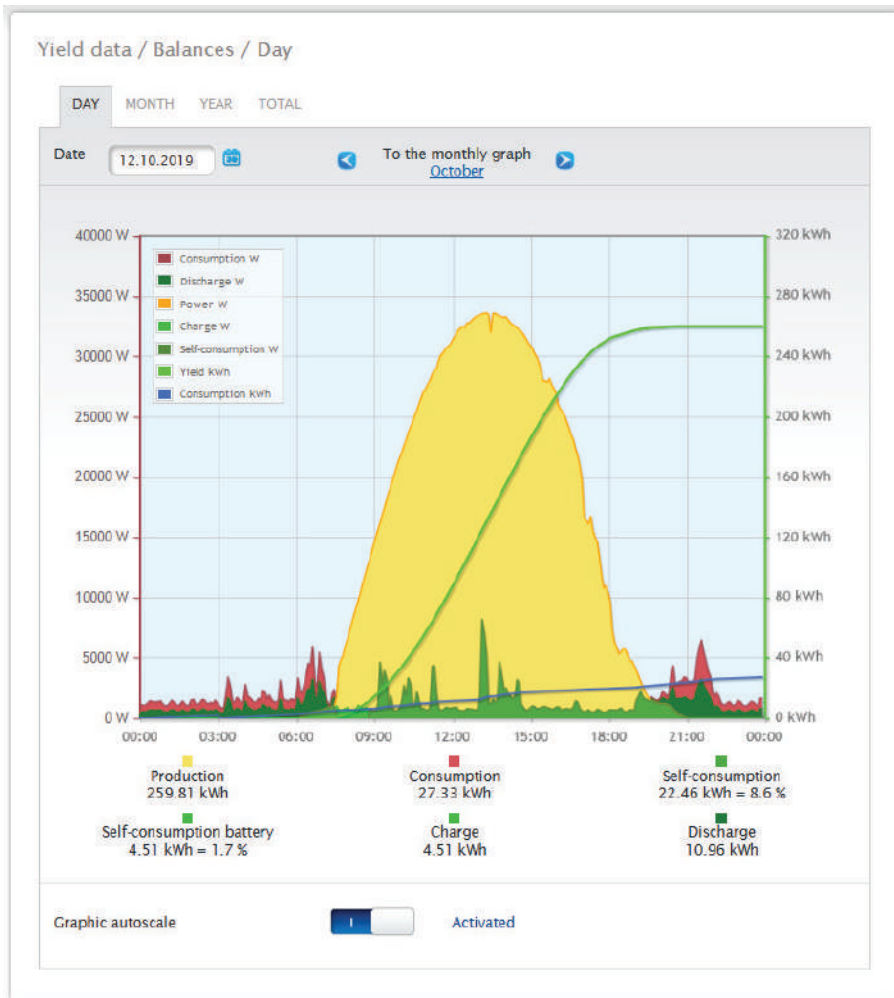 Yield data / Balances / Day
DAY MONTH YEAR TOTAL
Date 12.10.2019 To the monthly graph
October
40000 W 320 kWh
Consumption W
Discharge W
35000 W 280 kWh
Power W
Charge W
Self-consumption W
30000 W 240 kWh
Yield kWh
Consumption kWh
25000 W 200 kWh
20000 W 160 kWh
15000 W 120 kWh
10000 W 80 kWh
5000 W 40 kWh
0 W 0 kWh
00:00 03:00 06:00 09:00 12:00 15:00 18:00 21:00 00:00
Production Consumption Self-consumption
259.81 kWh 27.33 kWh 22.46 kWh = 8.6 %
Self-consumption battery Charge Discharge
4.51 kWh = 1.7 % 4.51 kWh 10.96 kWh
Graphic autoscale I Activated